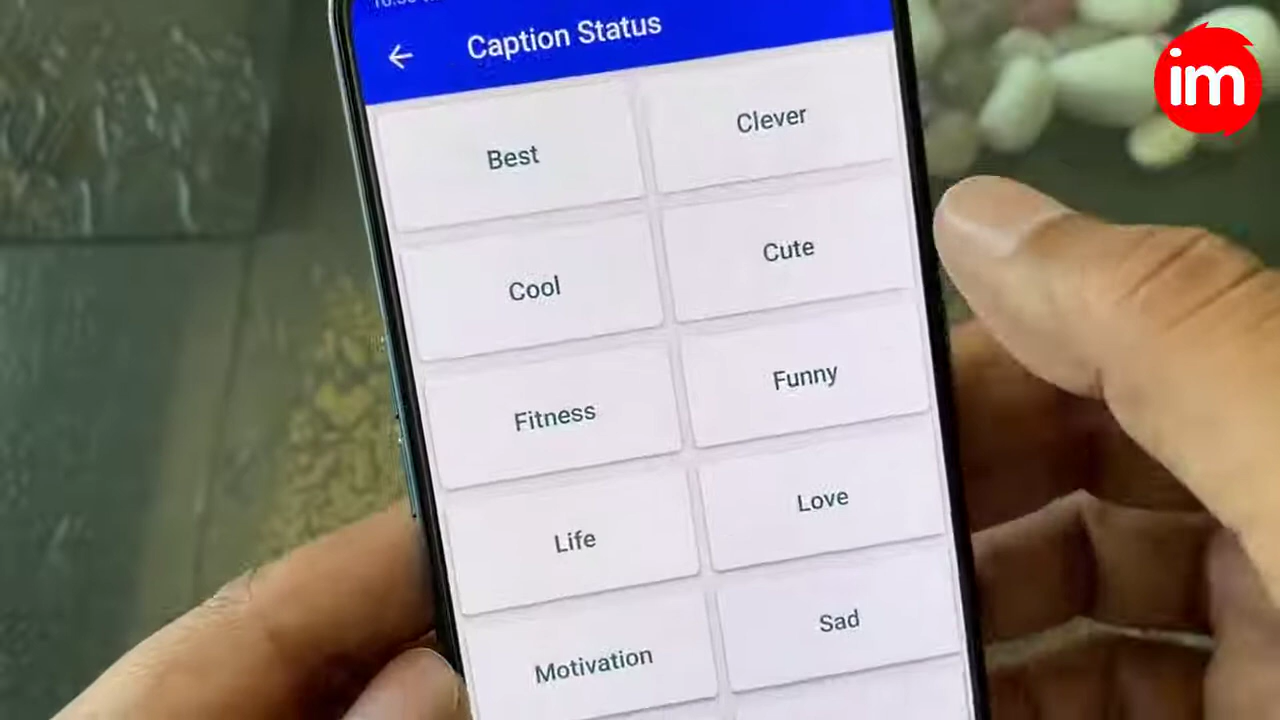 Caption Status
im
Best
Clever
Cool
Cute
Fitness
Funny
Life
Love
Motivation
Sad